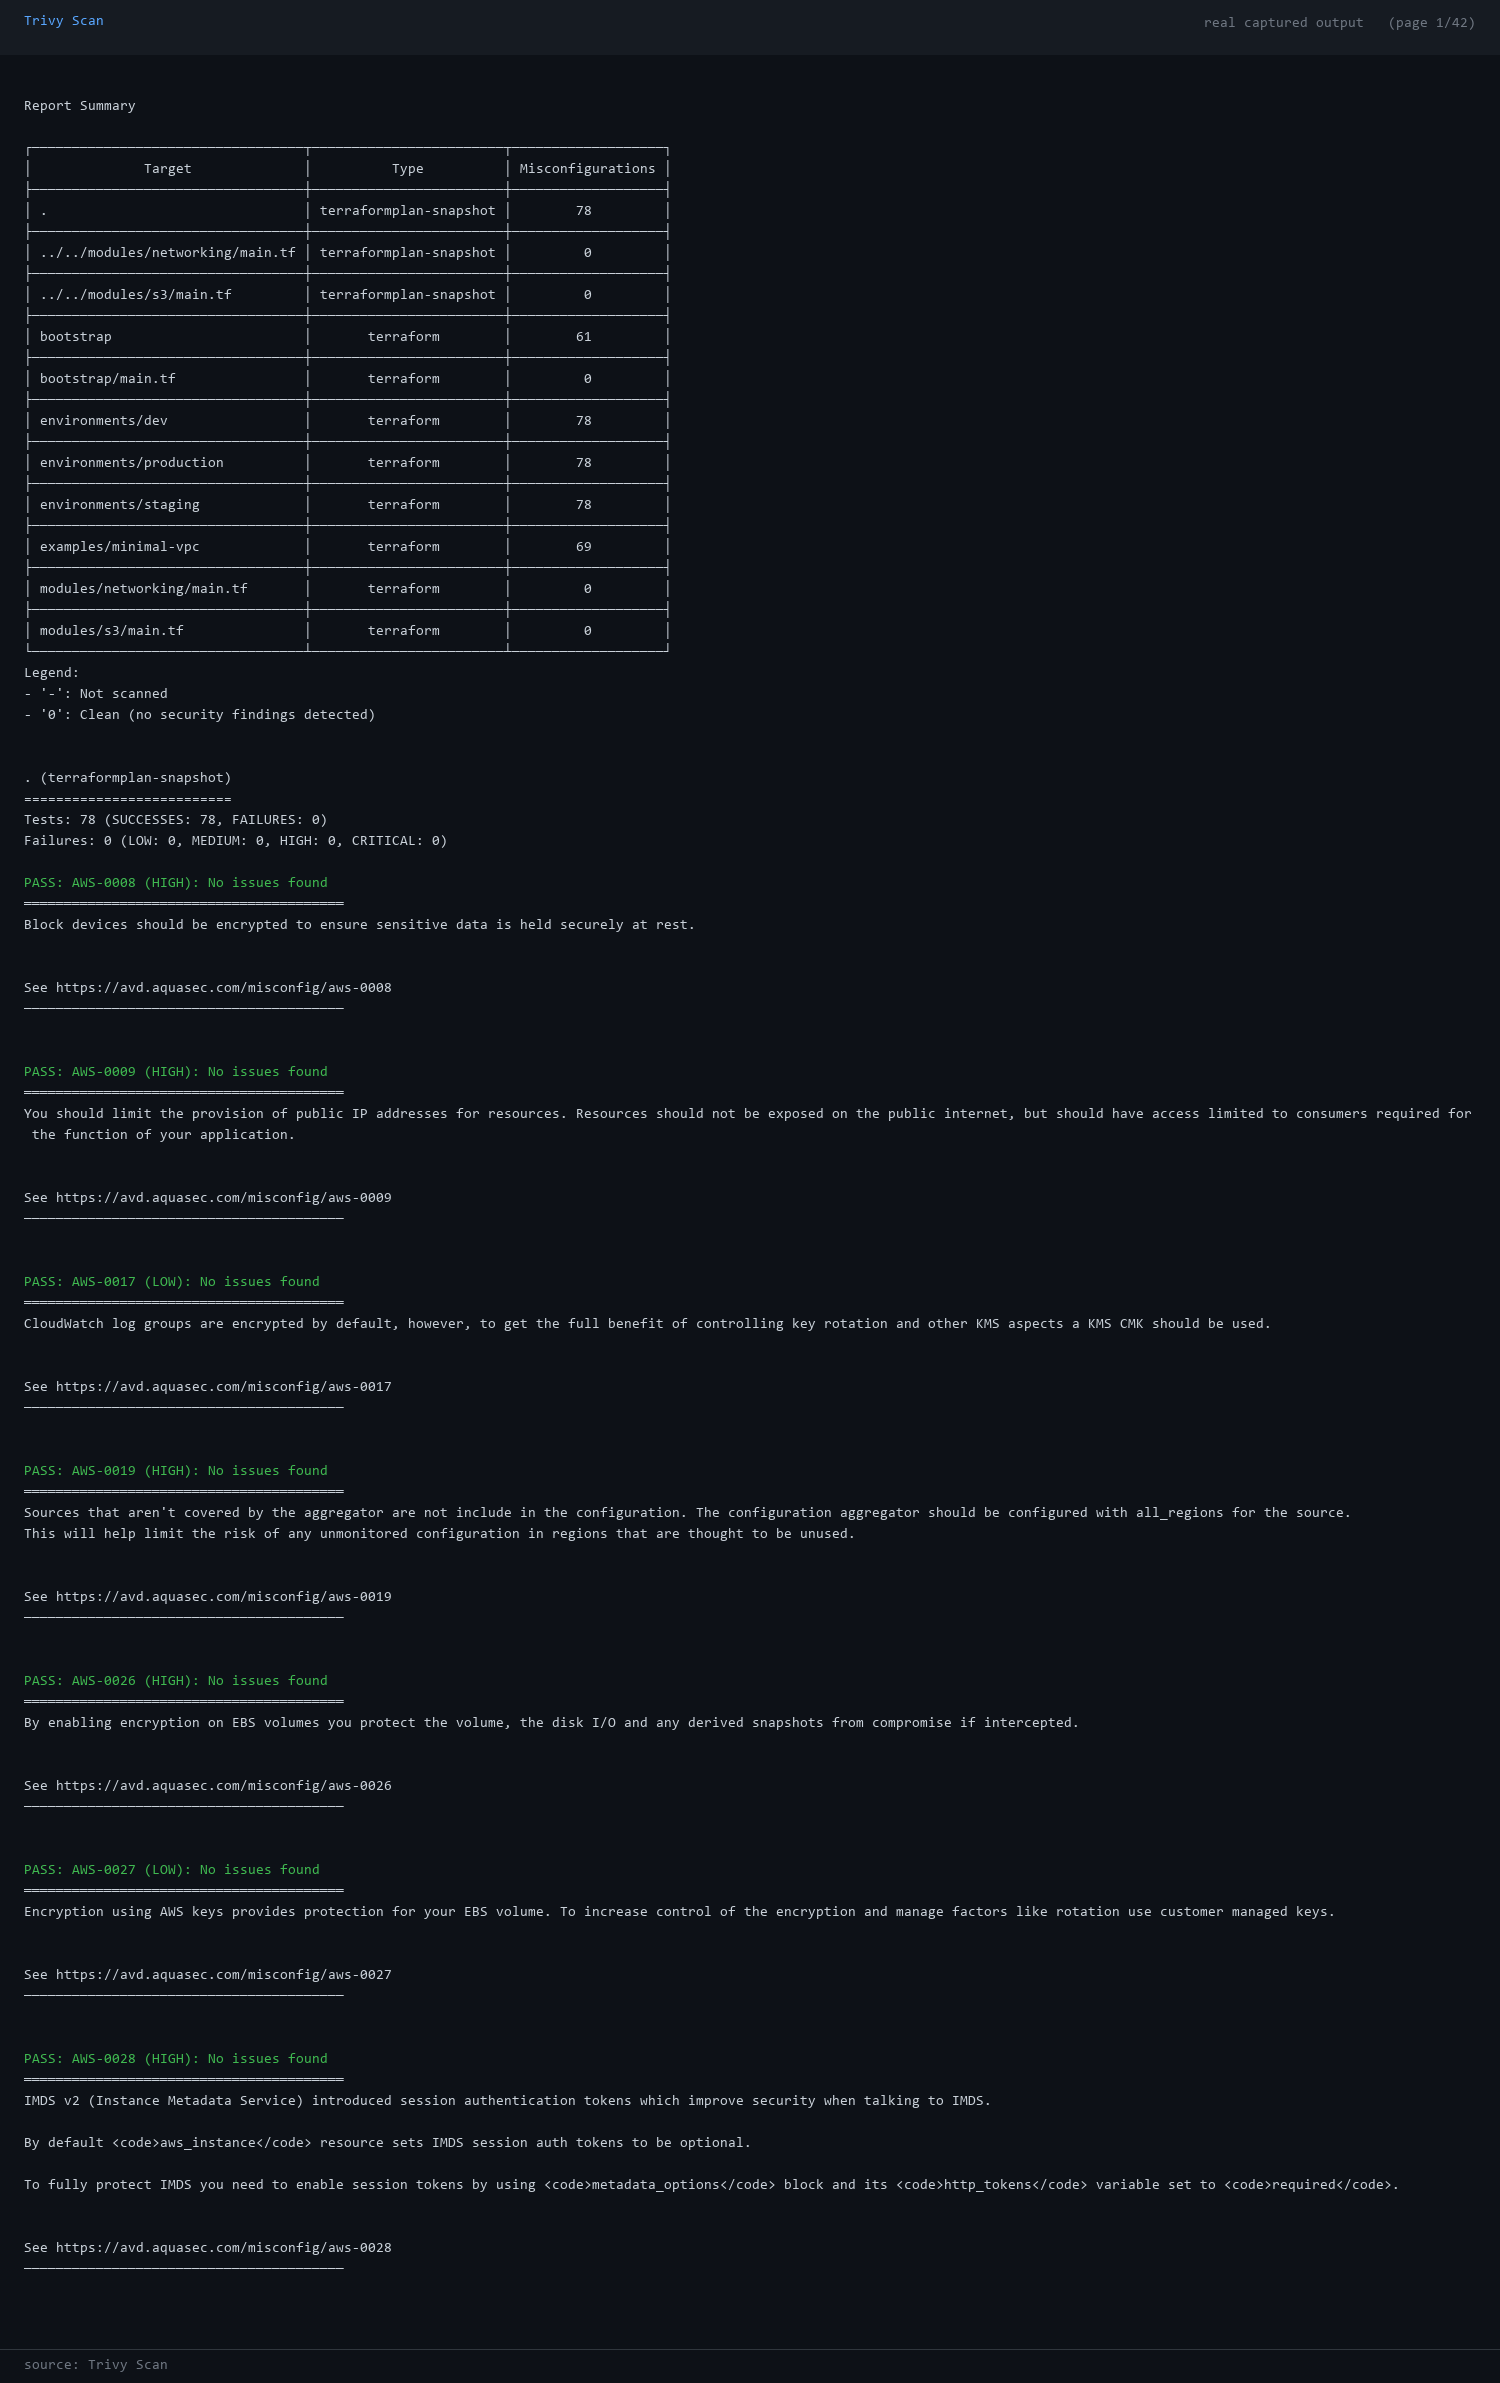 Trivy Scan
real captured output   (page 1/42)
Report Summary
┌──────────────────────────────────┬────────────────────────┬───────────────────┐
│              Target              │          Type          │ Misconfigurations │
├──────────────────────────────────┼────────────────────────┼───────────────────┤
│ .                                │ terraformplan-snapshot │        78         │
├──────────────────────────────────┼────────────────────────┼───────────────────┤
│ ../../modules/networking/main.tf │ terraformplan-snapshot │         0         │
├──────────────────────────────────┼────────────────────────┼───────────────────┤
│ ../../modules/s3/main.tf         │ terraformplan-snapshot │         0         │
├──────────────────────────────────┼────────────────────────┼───────────────────┤
│ bootstrap                        │       terraform        │        61         │
├──────────────────────────────────┼────────────────────────┼───────────────────┤
│ bootstrap/main.tf                │       terraform        │         0         │
├──────────────────────────────────┼────────────────────────┼───────────────────┤
│ environments/dev                 │       terraform        │        78         │
├──────────────────────────────────┼────────────────────────┼───────────────────┤
│ environments/production          │       terraform        │        78         │
├──────────────────────────────────┼────────────────────────┼───────────────────┤
│ environments/staging             │       terraform        │        78         │
├──────────────────────────────────┼────────────────────────┼───────────────────┤
│ examples/minimal-vpc             │       terraform        │        69         │
├──────────────────────────────────┼────────────────────────┼───────────────────┤
│ modules/networking/main.tf       │       terraform        │         0         │
├──────────────────────────────────┼────────────────────────┼───────────────────┤
│ modules/s3/main.tf               │       terraform        │         0         │
└──────────────────────────────────┴────────────────────────┴───────────────────┘
Legend:
- '-': Not scanned
- '0': Clean (no security findings detected)
. (terraformplan-snapshot)
==========================
Tests: 78 (SUCCESSES: 78, FAILURES: 0)
Failures: 0 (LOW: 0, MEDIUM: 0, HIGH: 0, CRITICAL: 0)
PASS: AWS-0008 (HIGH): No issues found
════════════════════════════════════════
Block devices should be encrypted to ensure sensitive data is held securely at rest.
See https://avd.aquasec.com/misconfig/aws-0008
────────────────────────────────────────
PASS: AWS-0009 (HIGH): No issues found
════════════════════════════════════════
You should limit the provision of public IP addresses for resources. Resources should not be exposed on the public internet, but should have access limited to consumers required for
 the function of your application.
See https://avd.aquasec.com/misconfig/aws-0009
────────────────────────────────────────
PASS: AWS-0017 (LOW): No issues found
════════════════════════════════════════
CloudWatch log groups are encrypted by default, however, to get the full benefit of controlling key rotation and other KMS aspects a KMS CMK should be used.
See https://avd.aquasec.com/misconfig/aws-0017
────────────────────────────────────────
PASS: AWS-0019 (HIGH): No issues found
════════════════════════════════════════
Sources that aren't covered by the aggregator are not include in the configuration. The configuration aggregator should be configured with all_regions for the source.
This will help limit the risk of any unmonitored configuration in regions that are thought to be unused.
See https://avd.aquasec.com/misconfig/aws-0019
────────────────────────────────────────
PASS: AWS-0026 (HIGH): No issues found
════════════════════════════════════════
By enabling encryption on EBS volumes you protect the volume, the disk I/O and any derived snapshots from compromise if intercepted.
See https://avd.aquasec.com/misconfig/aws-0026
────────────────────────────────────────
PASS: AWS-0027 (LOW): No issues found
════════════════════════════════════════
Encryption using AWS keys provides protection for your EBS volume. To increase control of the encryption and manage factors like rotation use customer managed keys.
See https://avd.aquasec.com/misconfig/aws-0027
────────────────────────────────────────
PASS: AWS-0028 (HIGH): No issues found
════════════════════════════════════════
IMDS v2 (Instance Metadata Service) introduced session authentication tokens which improve security when talking to IMDS.
By default <code>aws_instance</code> resource sets IMDS session auth tokens to be optional.
To fully protect IMDS you need to enable session tokens by using <code>metadata_options</code> block and its <code>http_tokens</code> variable set to <code>required</code>.
See https://avd.aquasec.com/misconfig/aws-0028
────────────────────────────────────────
source: Trivy Scan